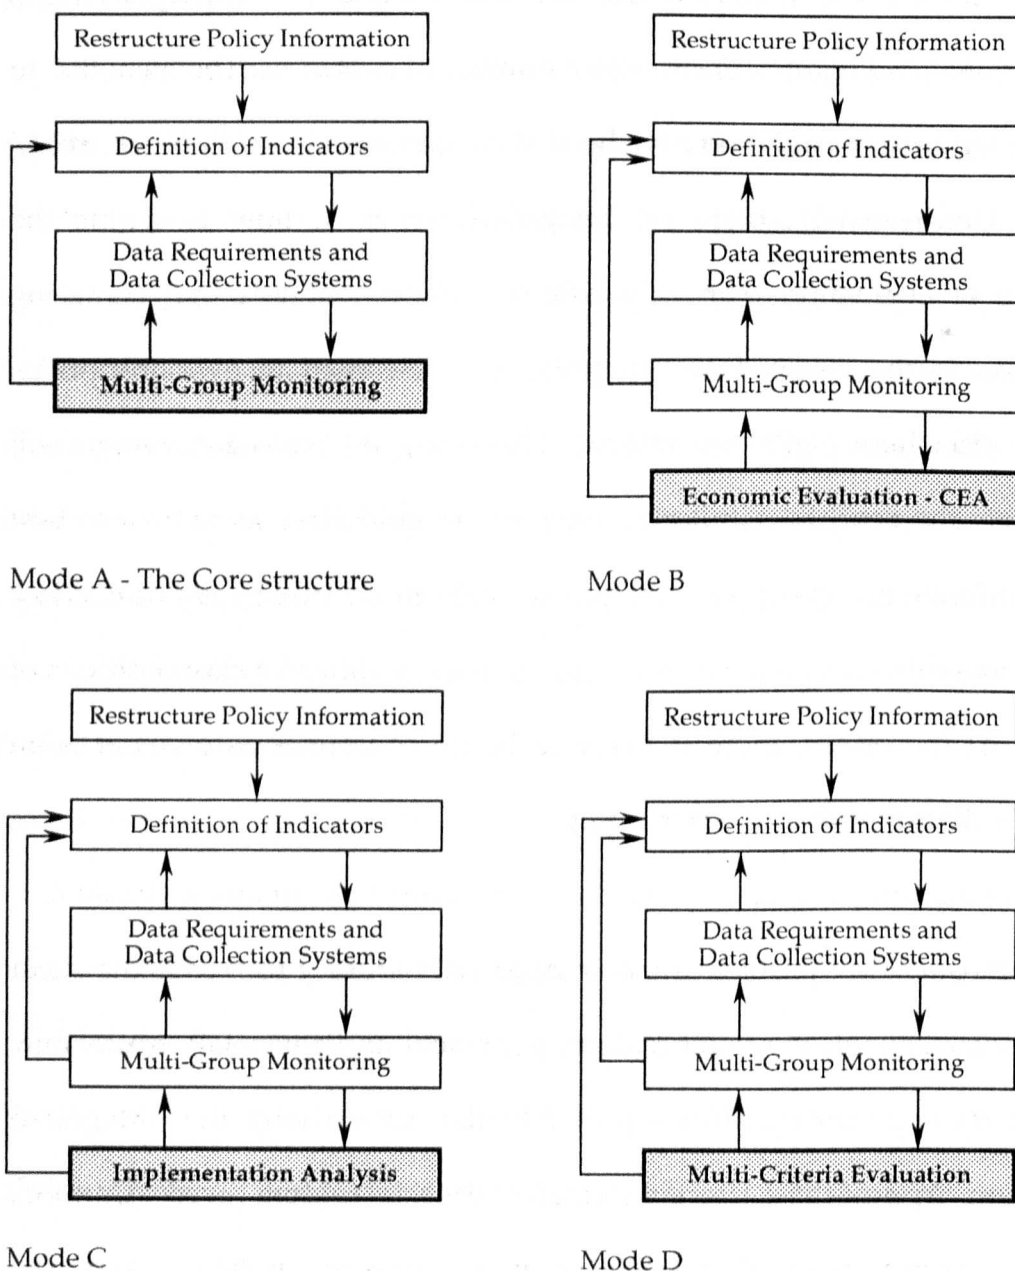 Restructure Policy Information
Definition of Indicators
Data Requirements and
Data Collection Systems
Multi-Group Monitoring
Mode A - The Core structure
Restructure Policy Information
Definition of Indicators
Data Requirements and
Data Collection Systems
Multi-Group Monitoring
Economic Evaluation - CEA
Mode B
Restructure Policy Information
Definition of Indicators
Data Requirements and
Data Collection Systems
Multi-Group Monitoring
Implementation Analysis
Mode C
Restructure Policy Information
Definition of Indicators
Data Requirements and
Data Collection Systems
Multi-Group Monitoring
Multi-Criteria Evaluation
Mode D